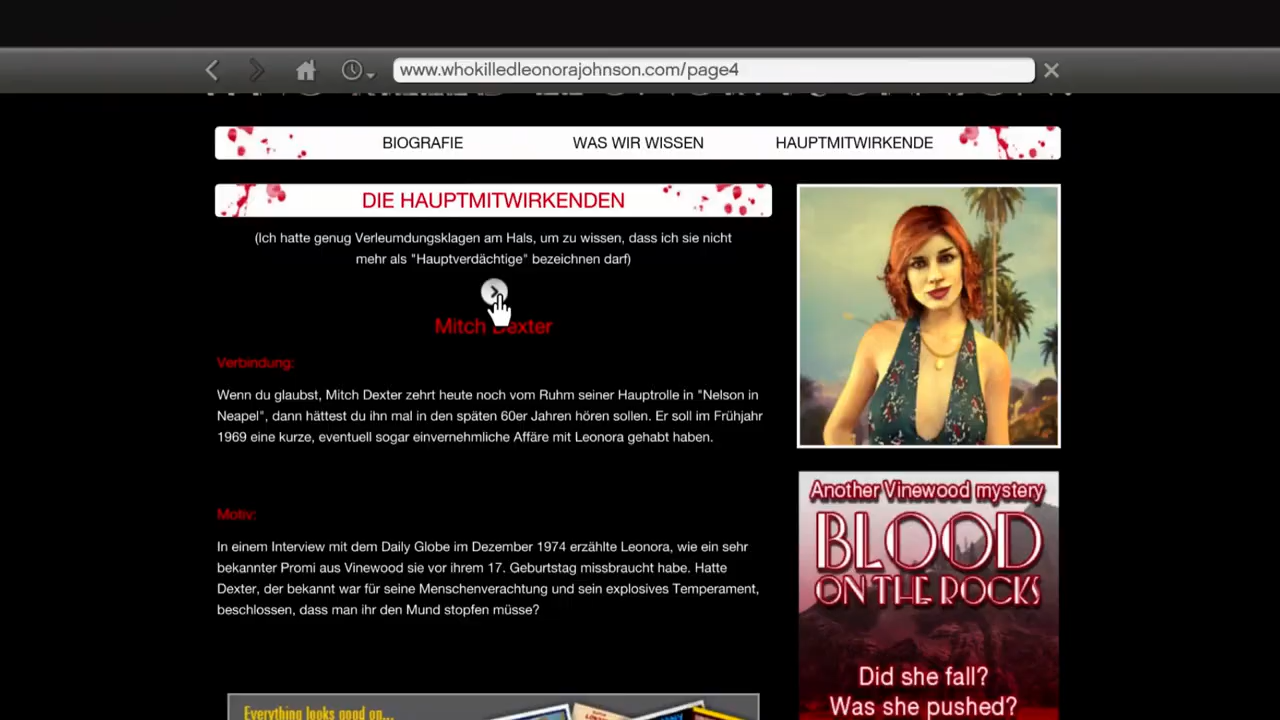 www.whokilledleonorajohnson.com/page4
BIOGRAFIE
WAS WIR WISSEN
HAUPTMITWIRKENDE
DIE HAUPTMITWIRKENDEN
(Ich hatte genug Verleumdungsklagen am Hals, um zu wissen, dass ich sie nicht
mehr als "Hauptverdächtige" bezeichnen darf)
Mitch Dexter
Verbindung:
Wenn du glaubst, Mitch Dexter zehrt heute noch vom Ruhm seiner Hauptrolle in "Nelson in
Neapel", dann hättest du ihn mal in den späten 60er Jahren hören sollen. Er soll im Frühjahr
1969 eine kurze, eventuell sogar einvernehmliche Affäre mit Leonora gehabt haben.
Motiv:
In einem Interview mit dem Daily Globe im Dezember 1974 erzählte Leonora, wie ein sehr
bekannter Promi aus Vinewood sie vor ihrem 17. Geburtstag missbraucht habe. Hatte
Dexter, der bekannt war für seine Menschenverachtung und sein explosives Temperament,
beschlossen, dass man ihr den Mund stopfen müsse?
Everything looks good on...
Another Vinewood mystery
BLOOD
ON THE ROCKS
Did she fall?
Was she pushed?